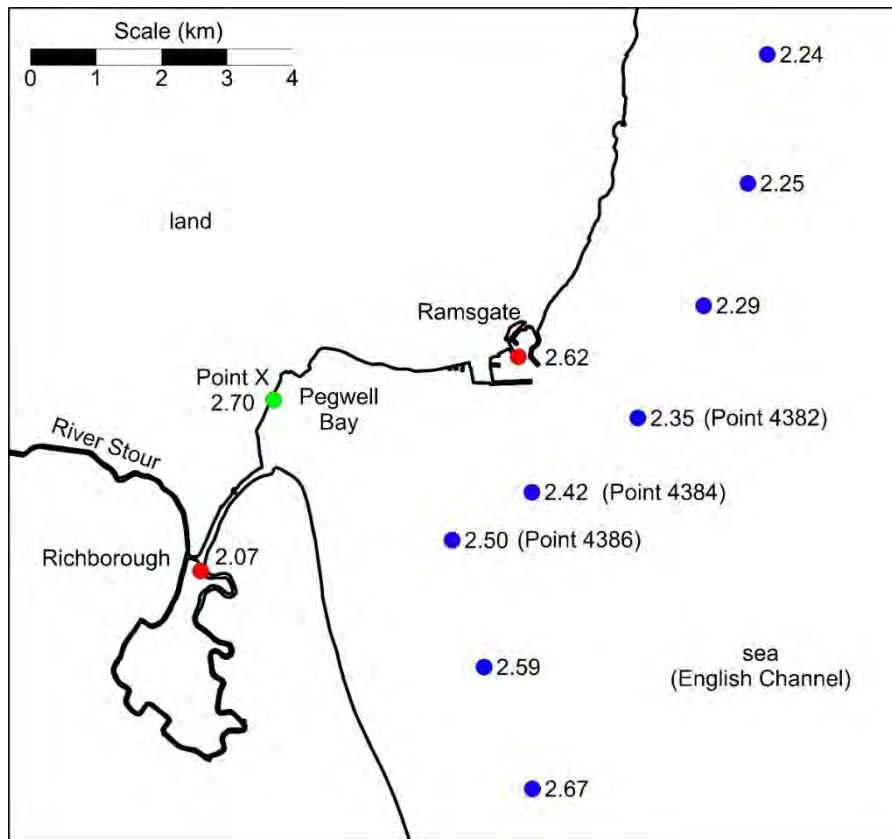 Scale (km)
0 1 2 3 4
2.24
2.25
land
2.29
Ramsgate
2.62
Point X
2.70
Pegwell
Bay
2.35 (Point 4382)
River Stour
2.42 (Point 4384)
2.50 (Point 4386)
Richborough
2.07
2.59
sea
(English Channel)
2.67